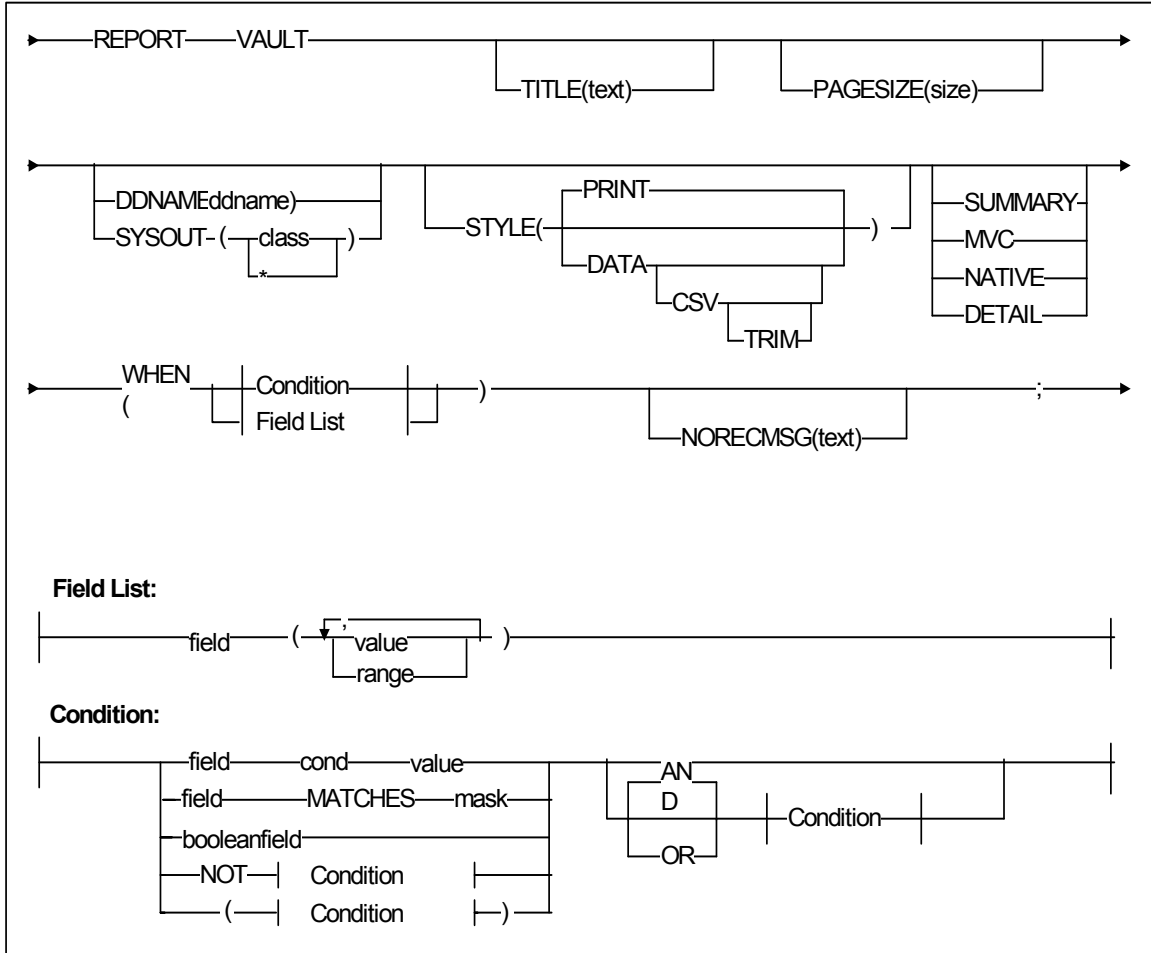 REPORT VAULT
TITLE(text) PAGESIZE(size)
DDNAMEddname)
SYSOUT ( class )
*
STYLE( PRINT )
DATA
CSV
TRIM
SUMMARY
MVC
NATIVE
DETAIL
WHEN
( Condition )
Field List
NORECMSG(text)
;
Field List:
field ( , value )
range
Condition:
field cond value
field MATCHES mask
booleanfield
NOT Condition
( Condition )
AN
D
OR
Condition